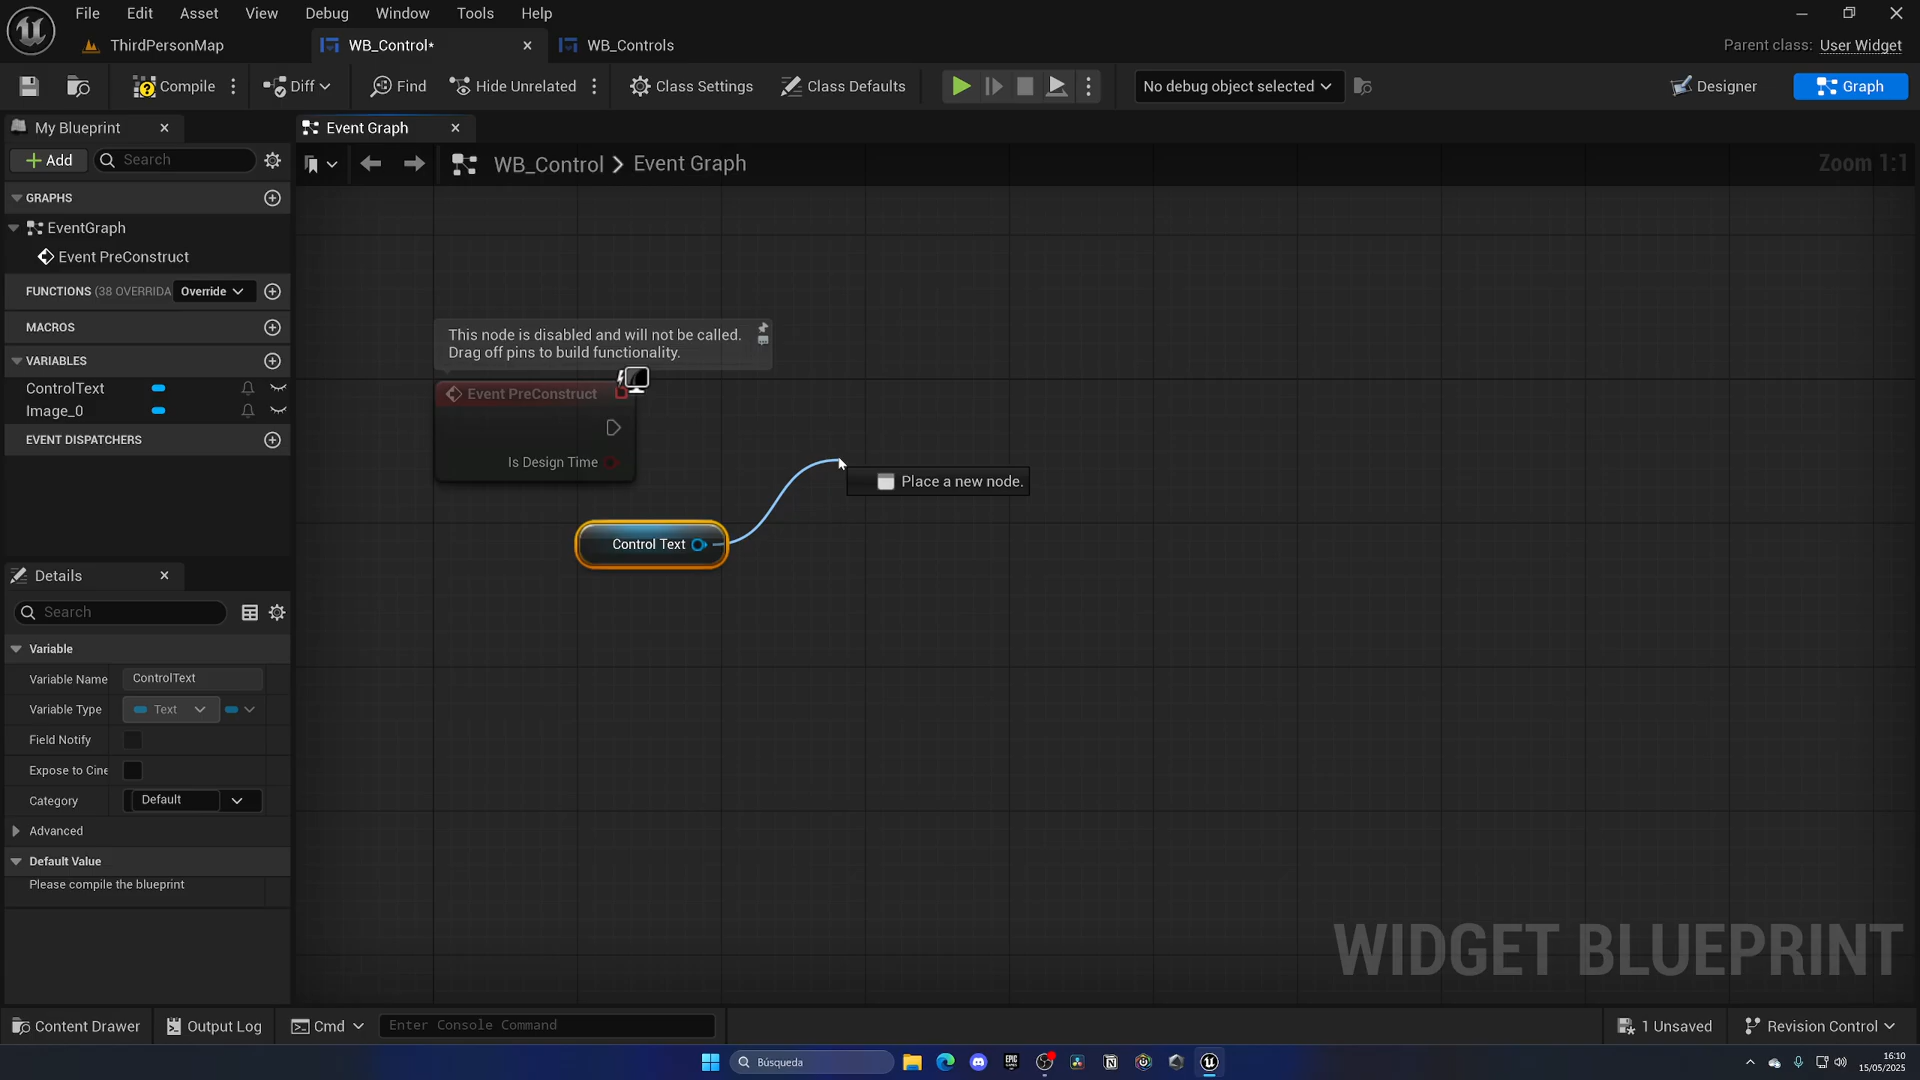 File Edit Asset View Debug Window Tools Help
ThirdPersonMap WB_Control* WB_Controls
Parent class: User Widget
Compile Diff Find Hide Unrelated Class Settings Class Defaults No debug object selected Designer Graph
My Blueprint
Event Graph
Add Search
WB_Control > Event Graph
Zoom 1:1
GRAPHS
EventGraph
Event PreConstruct
FUNCTIONS (38 OVERRIDA Override
MACROS
VARIABLES
ControlText
Image_0
EVENT DISPATCHERS
This node is disabled and will not be called.
Drag off pins to build functionality.
Event PreConstruct
Is Design Time
Place a new node.
Control Text
Details
Search
Variable
Variable Name ControlText
Variable Type Text
Field Notify
Expose to Cine
Category Default
Advanced
Default Value
Please compile the blueprint
WIDGET BLUEPRINT
Content Drawer Output Log Cmd Enter Console Command
1 Unsaved Revision Control
Búsqueda
EPIC
16:10
15/05/2025